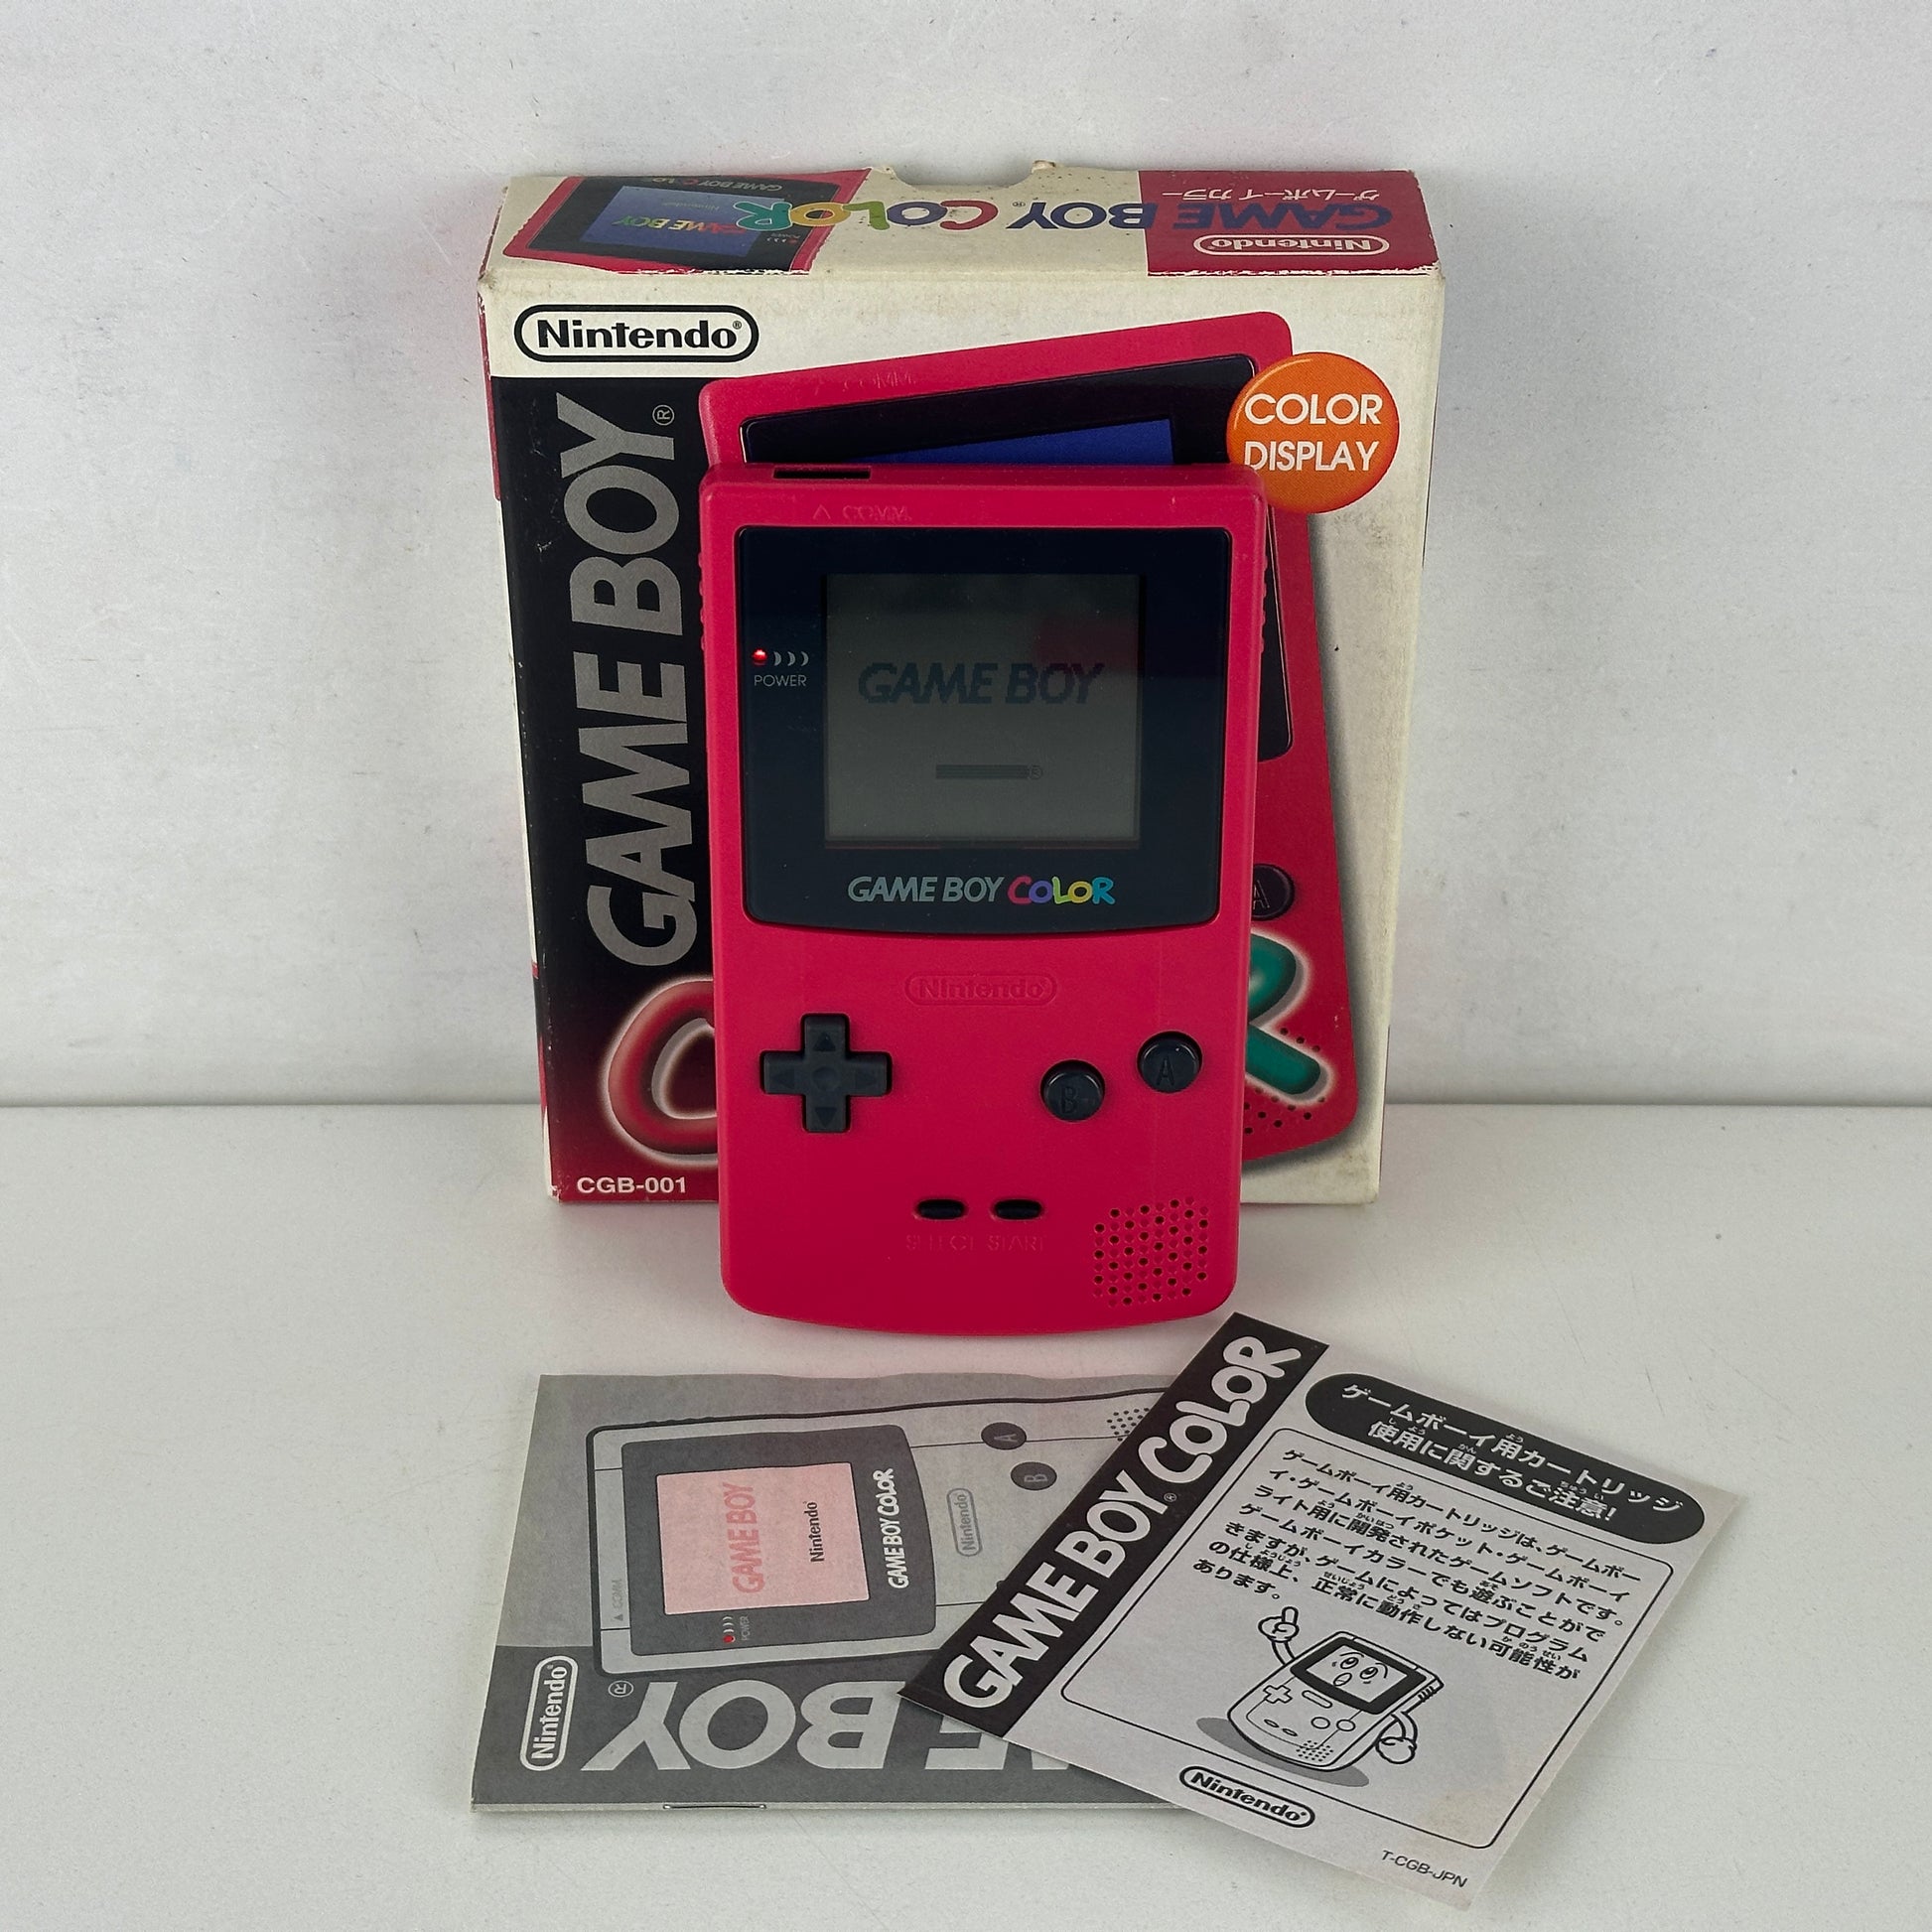 GAME BOY COLOR
GAME BOY COLOR
ゲームボーイ カラー
Nintendo
Nintendo®
GAME BOY®
COMM.
COLOR
DISPLAY
A
R
CGB-001
COMM.
POWER
GAME BOY
GAME BOY COLOR
Nintendo
A
B
SELECT START
COMM.
POWER
GAME BOY
Nintendo
GAME BOY COLOR
Nintendo
A
B
Nintendo
BOY®
GAME BOY COLOR
ゲームボーイ用カートリッジ
使用に関するご注意!
ゲームボーイ用カートリッジは、ゲームボー
イ・ゲームボーイポケット・ゲームボーイ
ライト用に開発されたゲームソフトです。
ゲームボーイカラーでも遊ぶことがで
きますが、ゲームによってはプログラム
の仕様上、正常に動作しない可能性が
あります。
Nintendo®
T-CGB-JPN